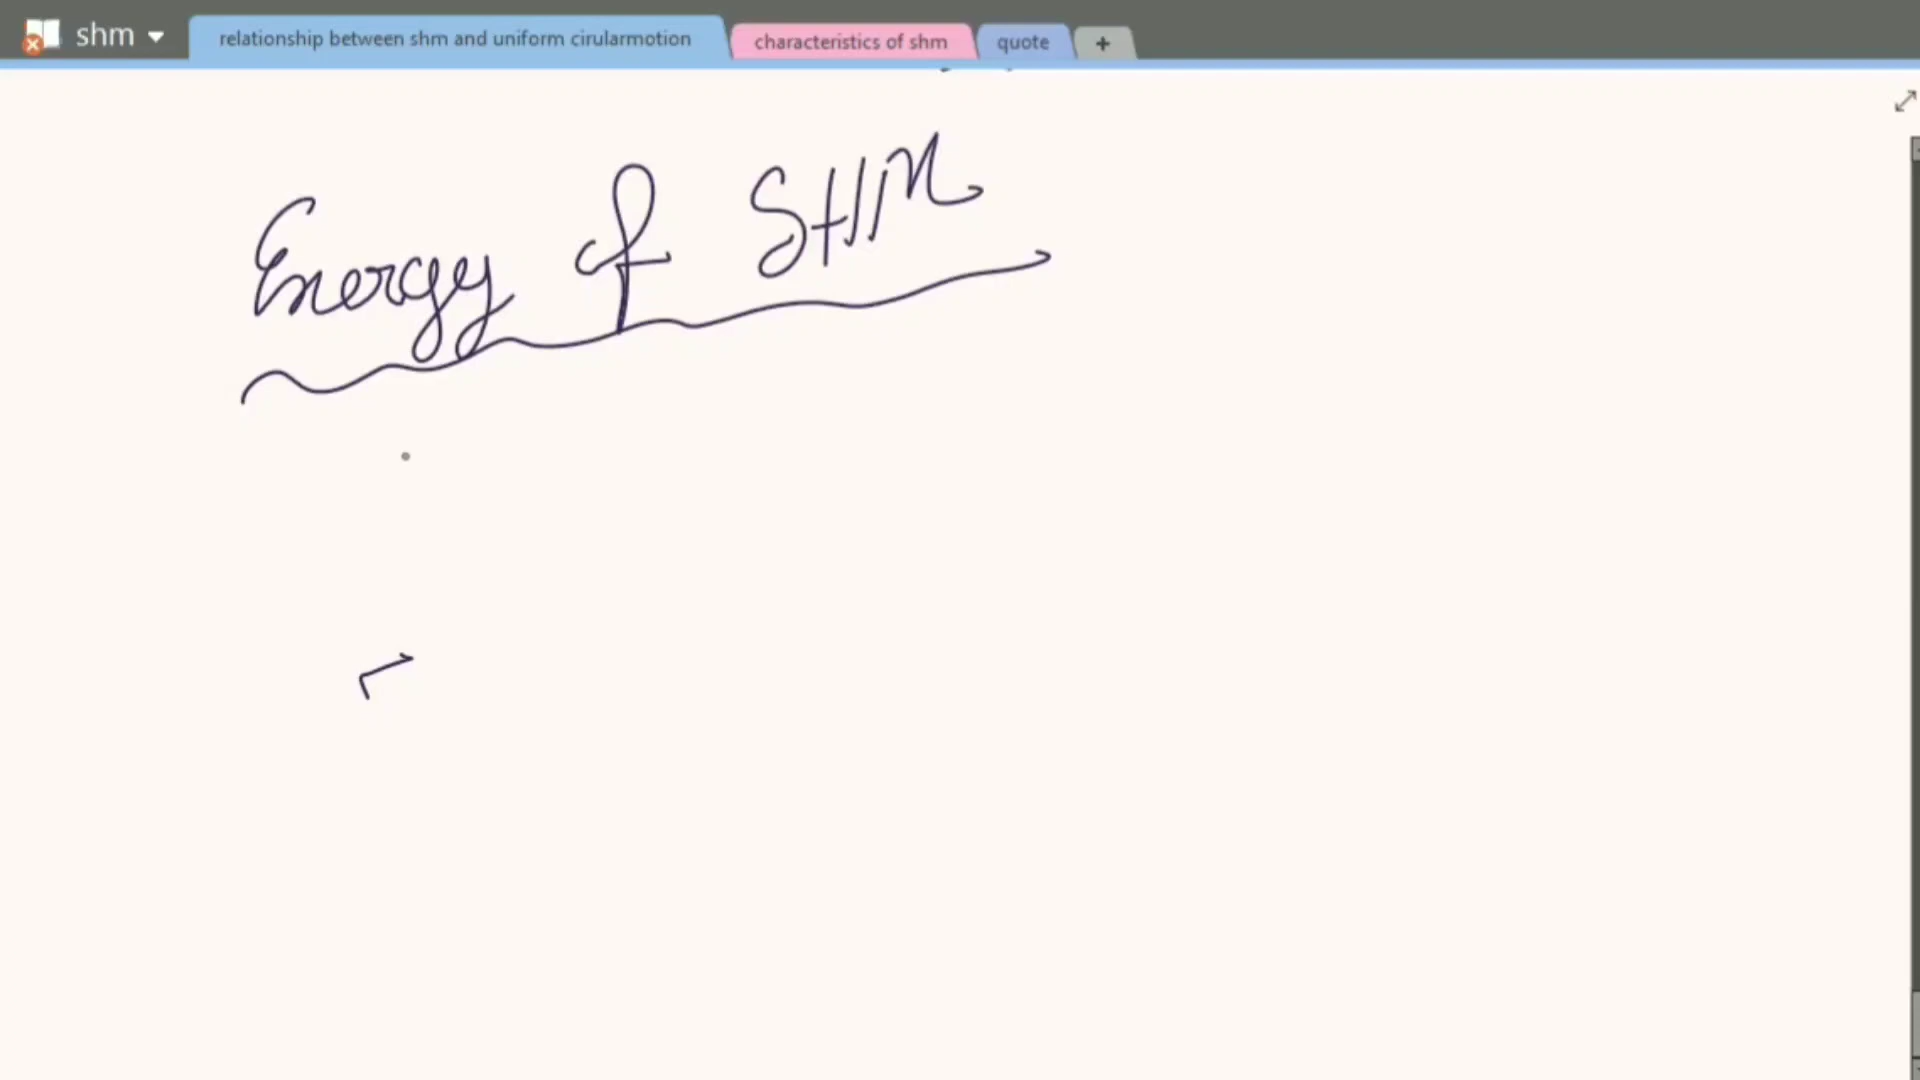 shm
relationship between shm and uniform cirularmotion
characteristics of shm
quote
+
Energy of SHM